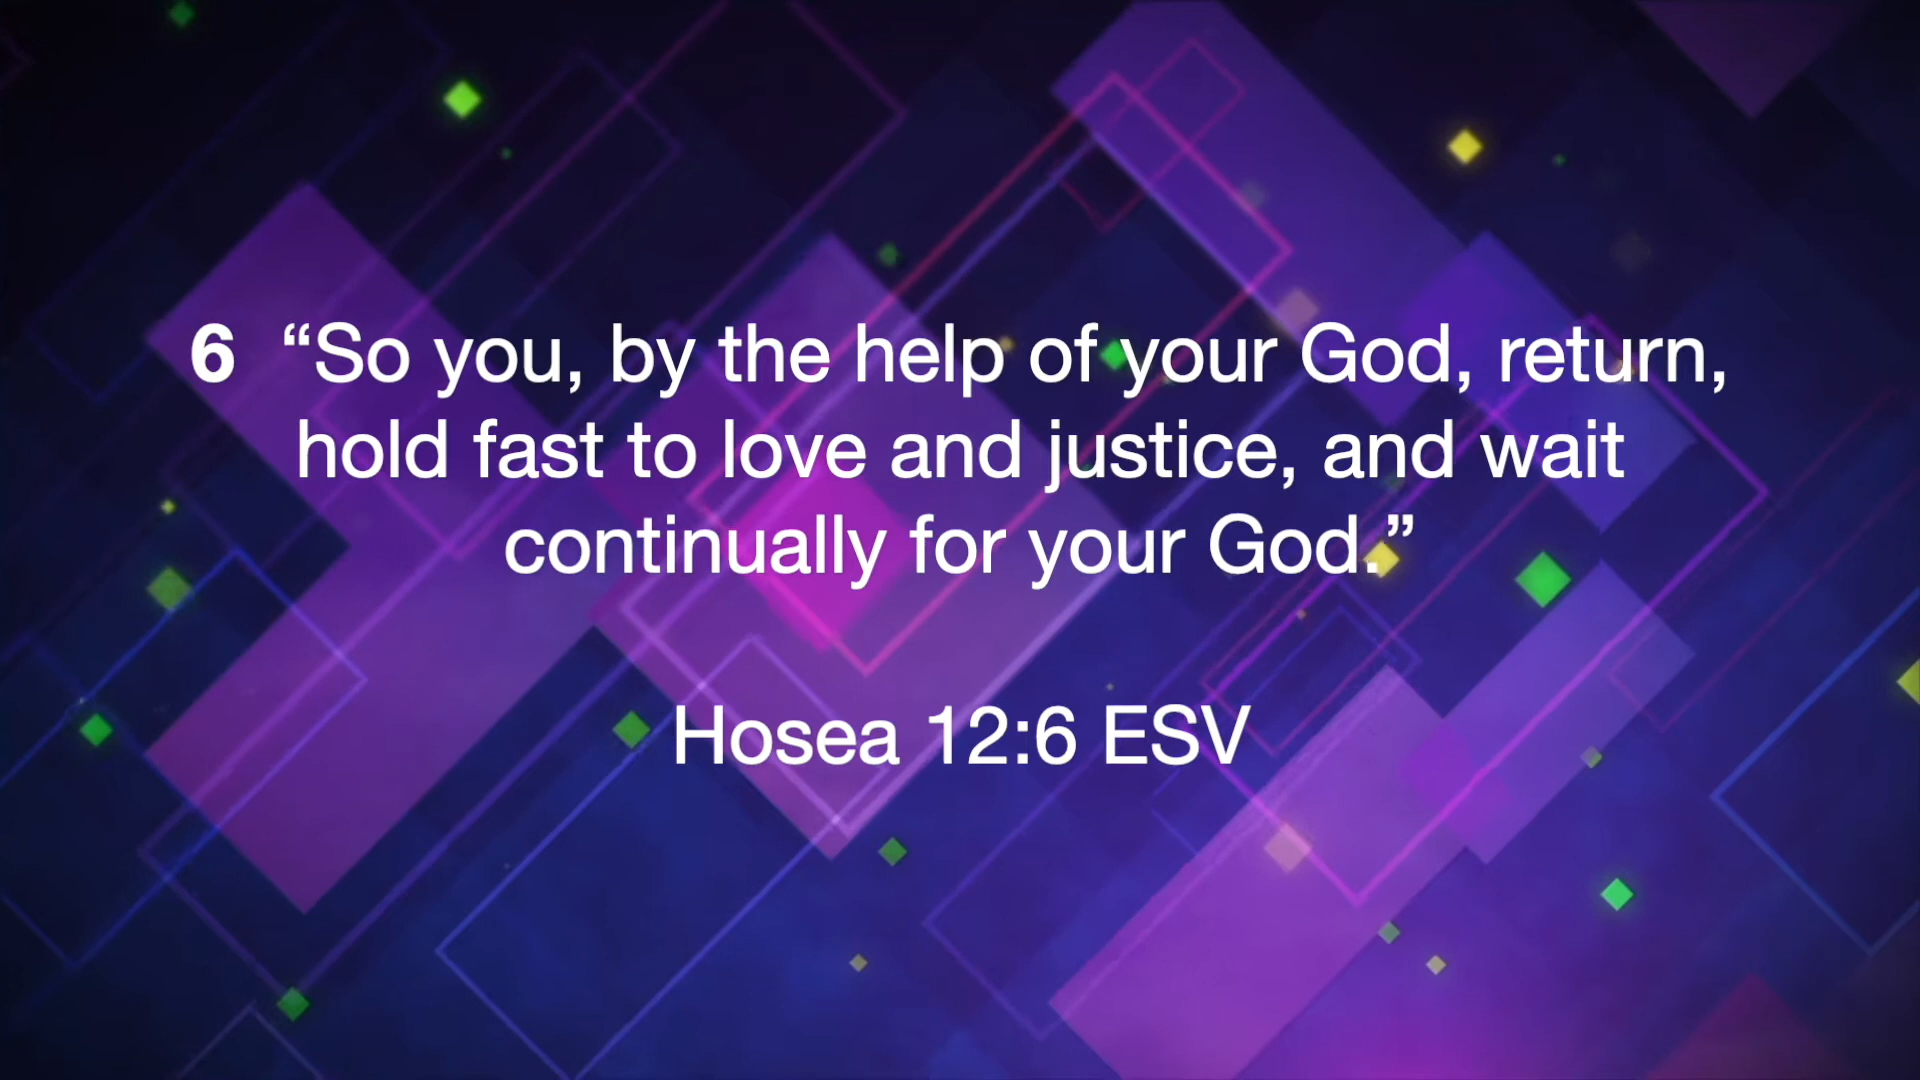 6 “So you, by the help of your God, return,
hold fast to love and justice, and wait
continually for your God.”
Hosea 12:6 ESV